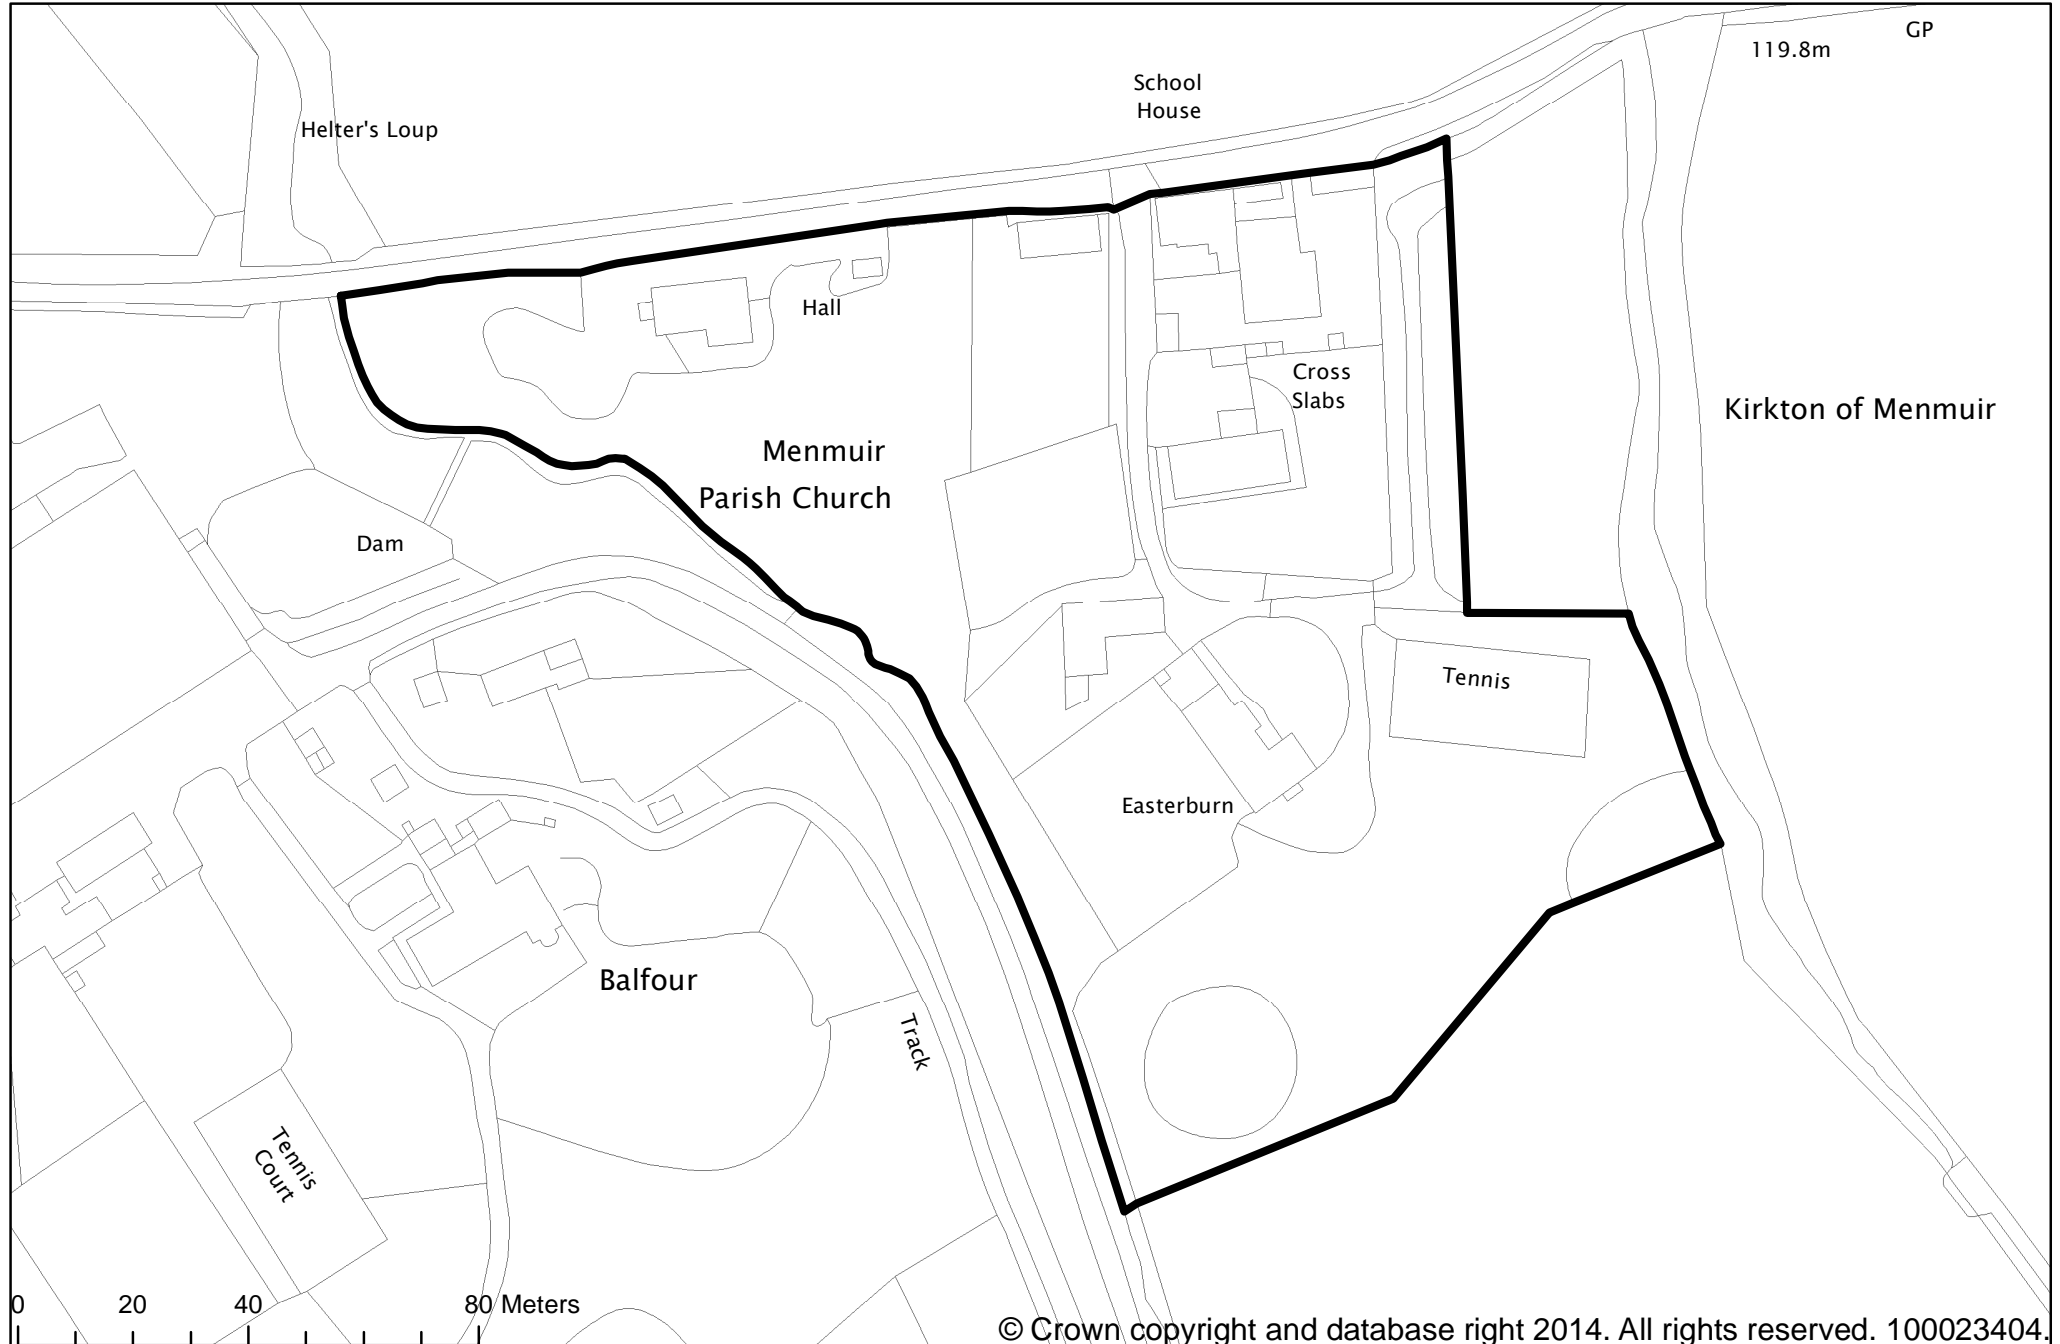 GP
119.8m
School
House
Helter's Loup
Hall
Cross
Slabs
Kirkton of Menmuir
Menmuir
Parish Church
Dam
Tennis
Easterburn
Balfour
Track
Tennis
Court
0 20 40 80 Meters
© Crown copyright and database right 2014. All rights reserved. 100023404.